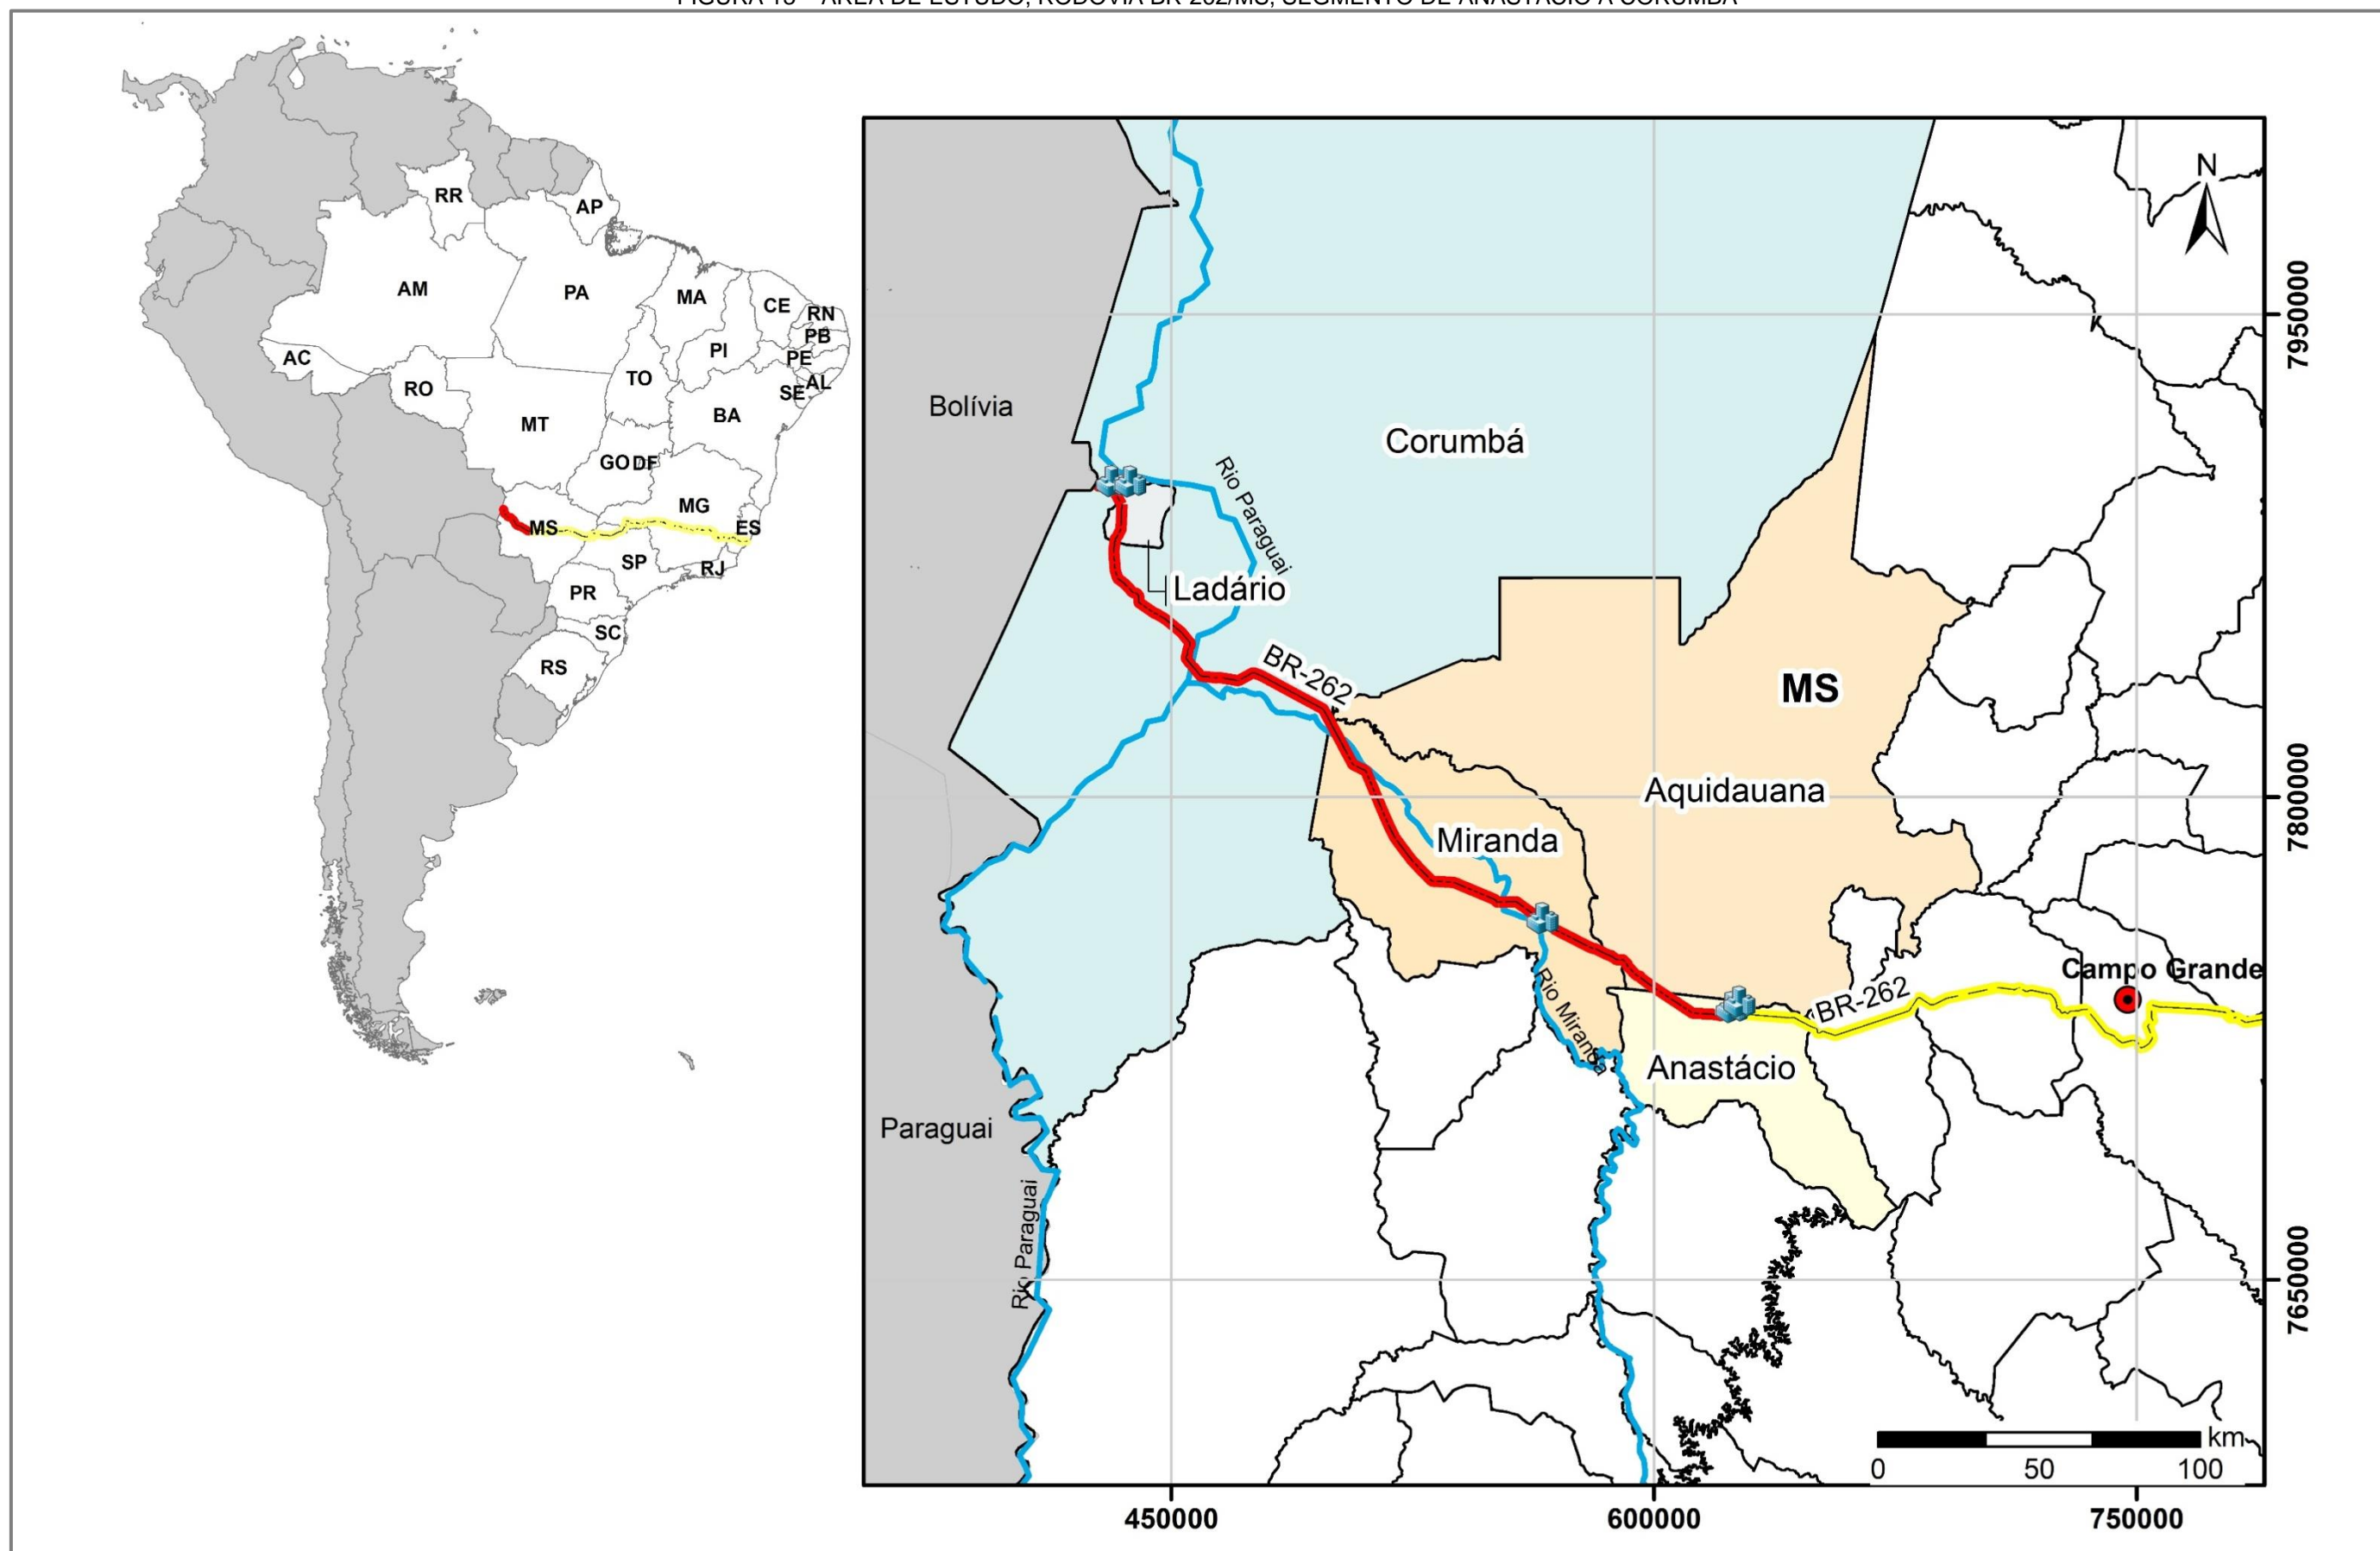 RR
AP
AM
PA
MA
CE
RN
PB
PI
PE
AC
AL
TO
SE
RO
BA
MT
GO
DF
MG
MS
ES
SP
RJ
PR
SC
RS
N
7950000
Bolívia
Corumbá
Rio Paraguai
Ladário
BR-262
MS
Aquidauana
7800000
Miranda
Campo Grande
BR-262
Rio Miranda
Anastácio
Paraguai
Rio Paraguai
7650000
km
0 50 100
450000 600000 750000